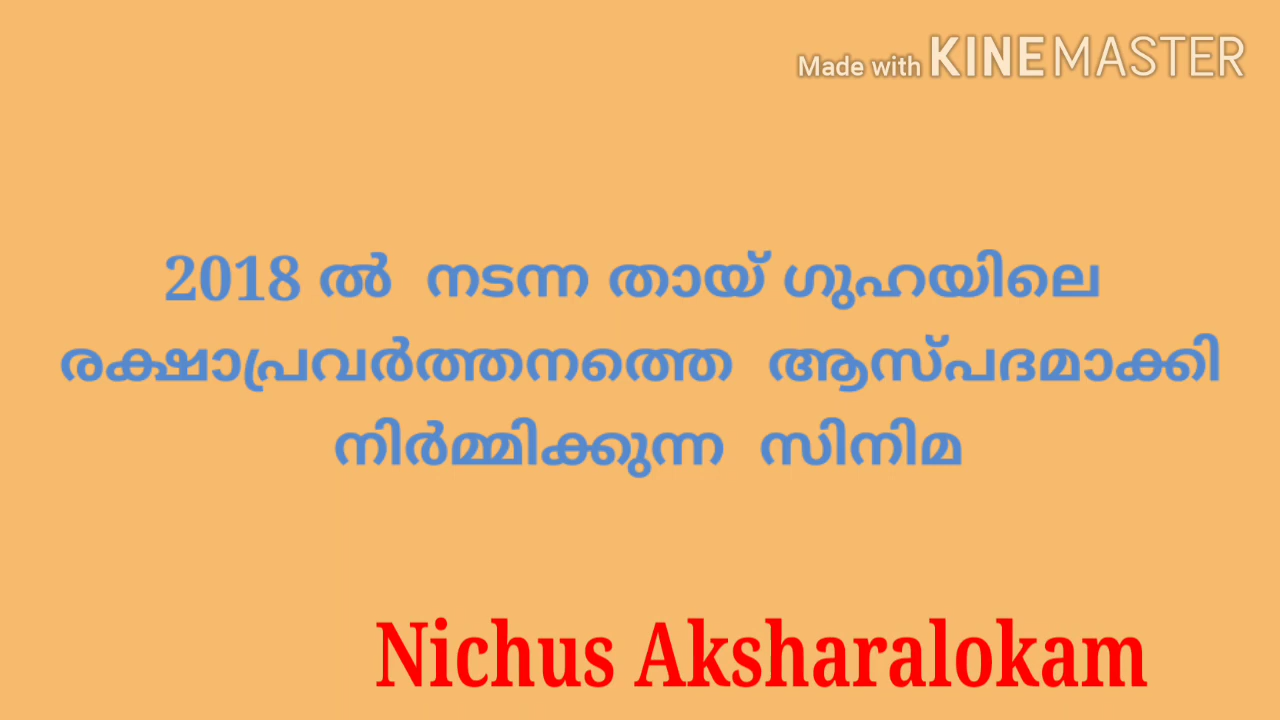 Made with KINEMASTER
2018 ൽ നടന്ന തായ് ഗുഹയിലെ
രക്ഷാപ്രവർത്തനത്തെ ആസ്പദമാക്കി
നിർമ്മിക്കുന്ന സിനിമ
Nichus Aksharalokam